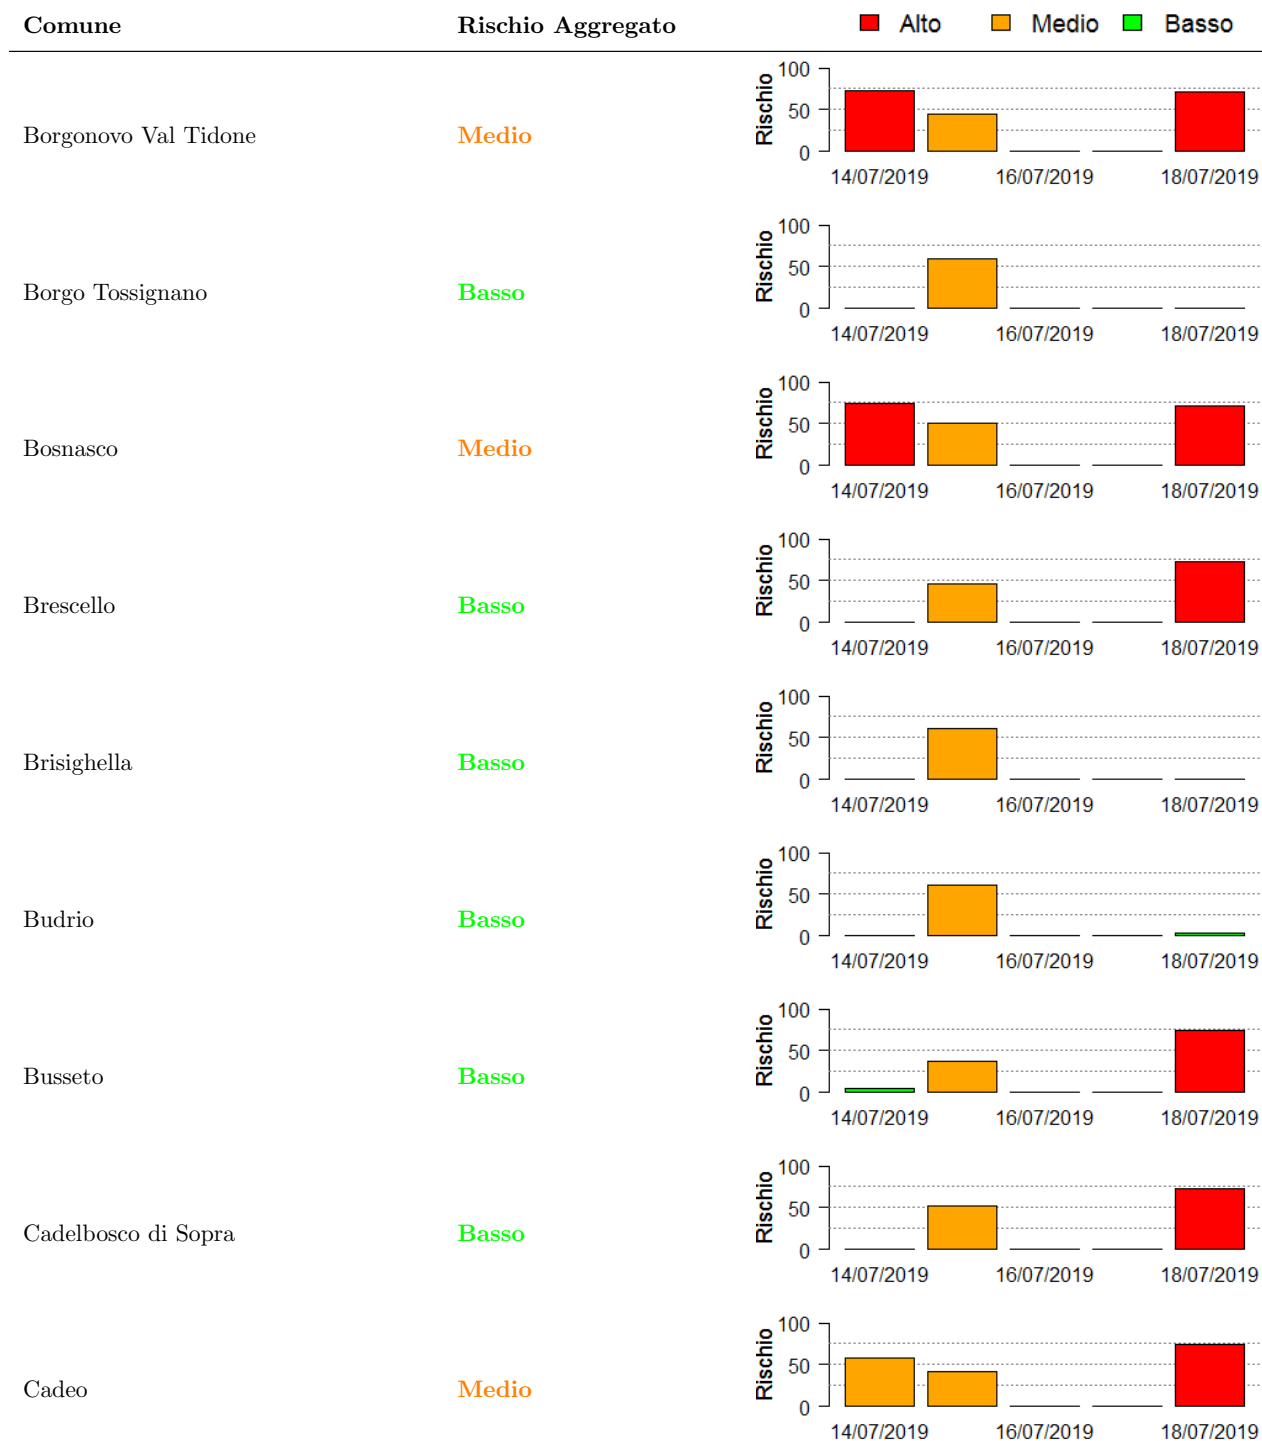 Comune Rischio Aggregato Alto Medio Basso
Borgonovo Val Tidone Medio Rischio 100 50 0
14/07/2019 16/07/2019 18/07/2019
Borgo Tossignano Basso Rischio 100 50 0
14/07/2019 16/07/2019 18/07/2019
Bosnasco Medio Rischio 100 50 0
14/07/2019 16/07/2019 18/07/2019
Brescello Basso Rischio 100 50 0
14/07/2019 16/07/2019 18/07/2019
Brisighella Basso Rischio 100 50 0
14/07/2019 16/07/2019 18/07/2019
Budrio Basso Rischio 100 50 0
14/07/2019 16/07/2019 18/07/2019
Busseto Basso Rischio 100 50 0
14/07/2019 16/07/2019 18/07/2019
Cadelbosco di Sopra Basso Rischio 100 50 0
14/07/2019 16/07/2019 18/07/2019
Cadeo Medio Rischio 100 50 0
14/07/2019 16/07/2019 18/07/2019